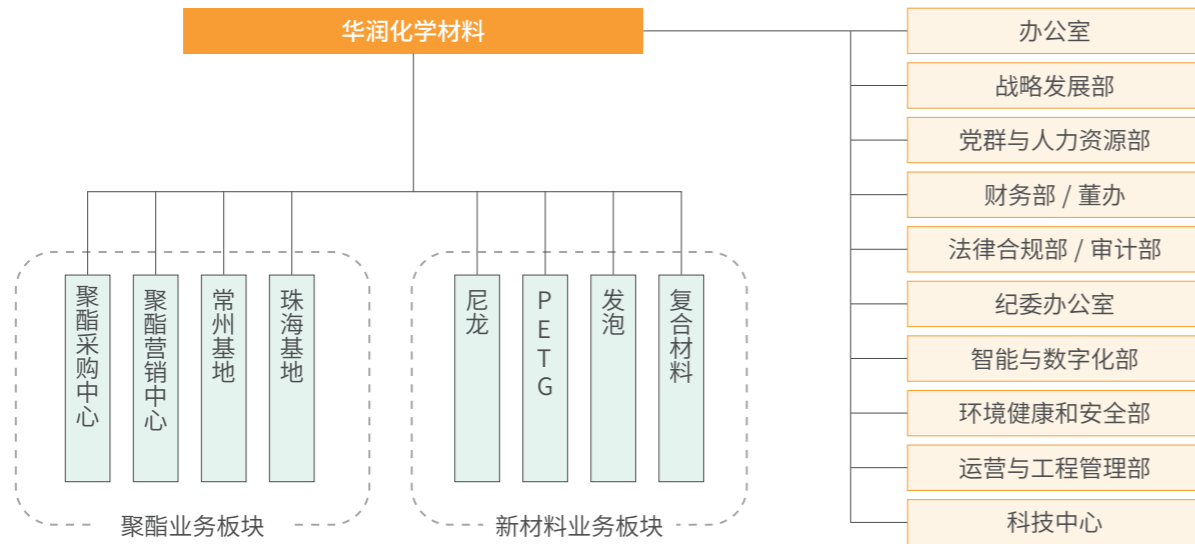 华润化学材料
办公室
战略发展部
党群与人力资源部
财务部 / 董办
法律合规部 / 审计部
纪委办公室
智能与数字化部
环境健康和安全部
运营与工程管理部
科技中心
聚酯采购中心
聚酯营销中心
常州基地
珠海基地
聚酯业务板块
尼龙
PETG
发泡
复合材料
新材料业务板块